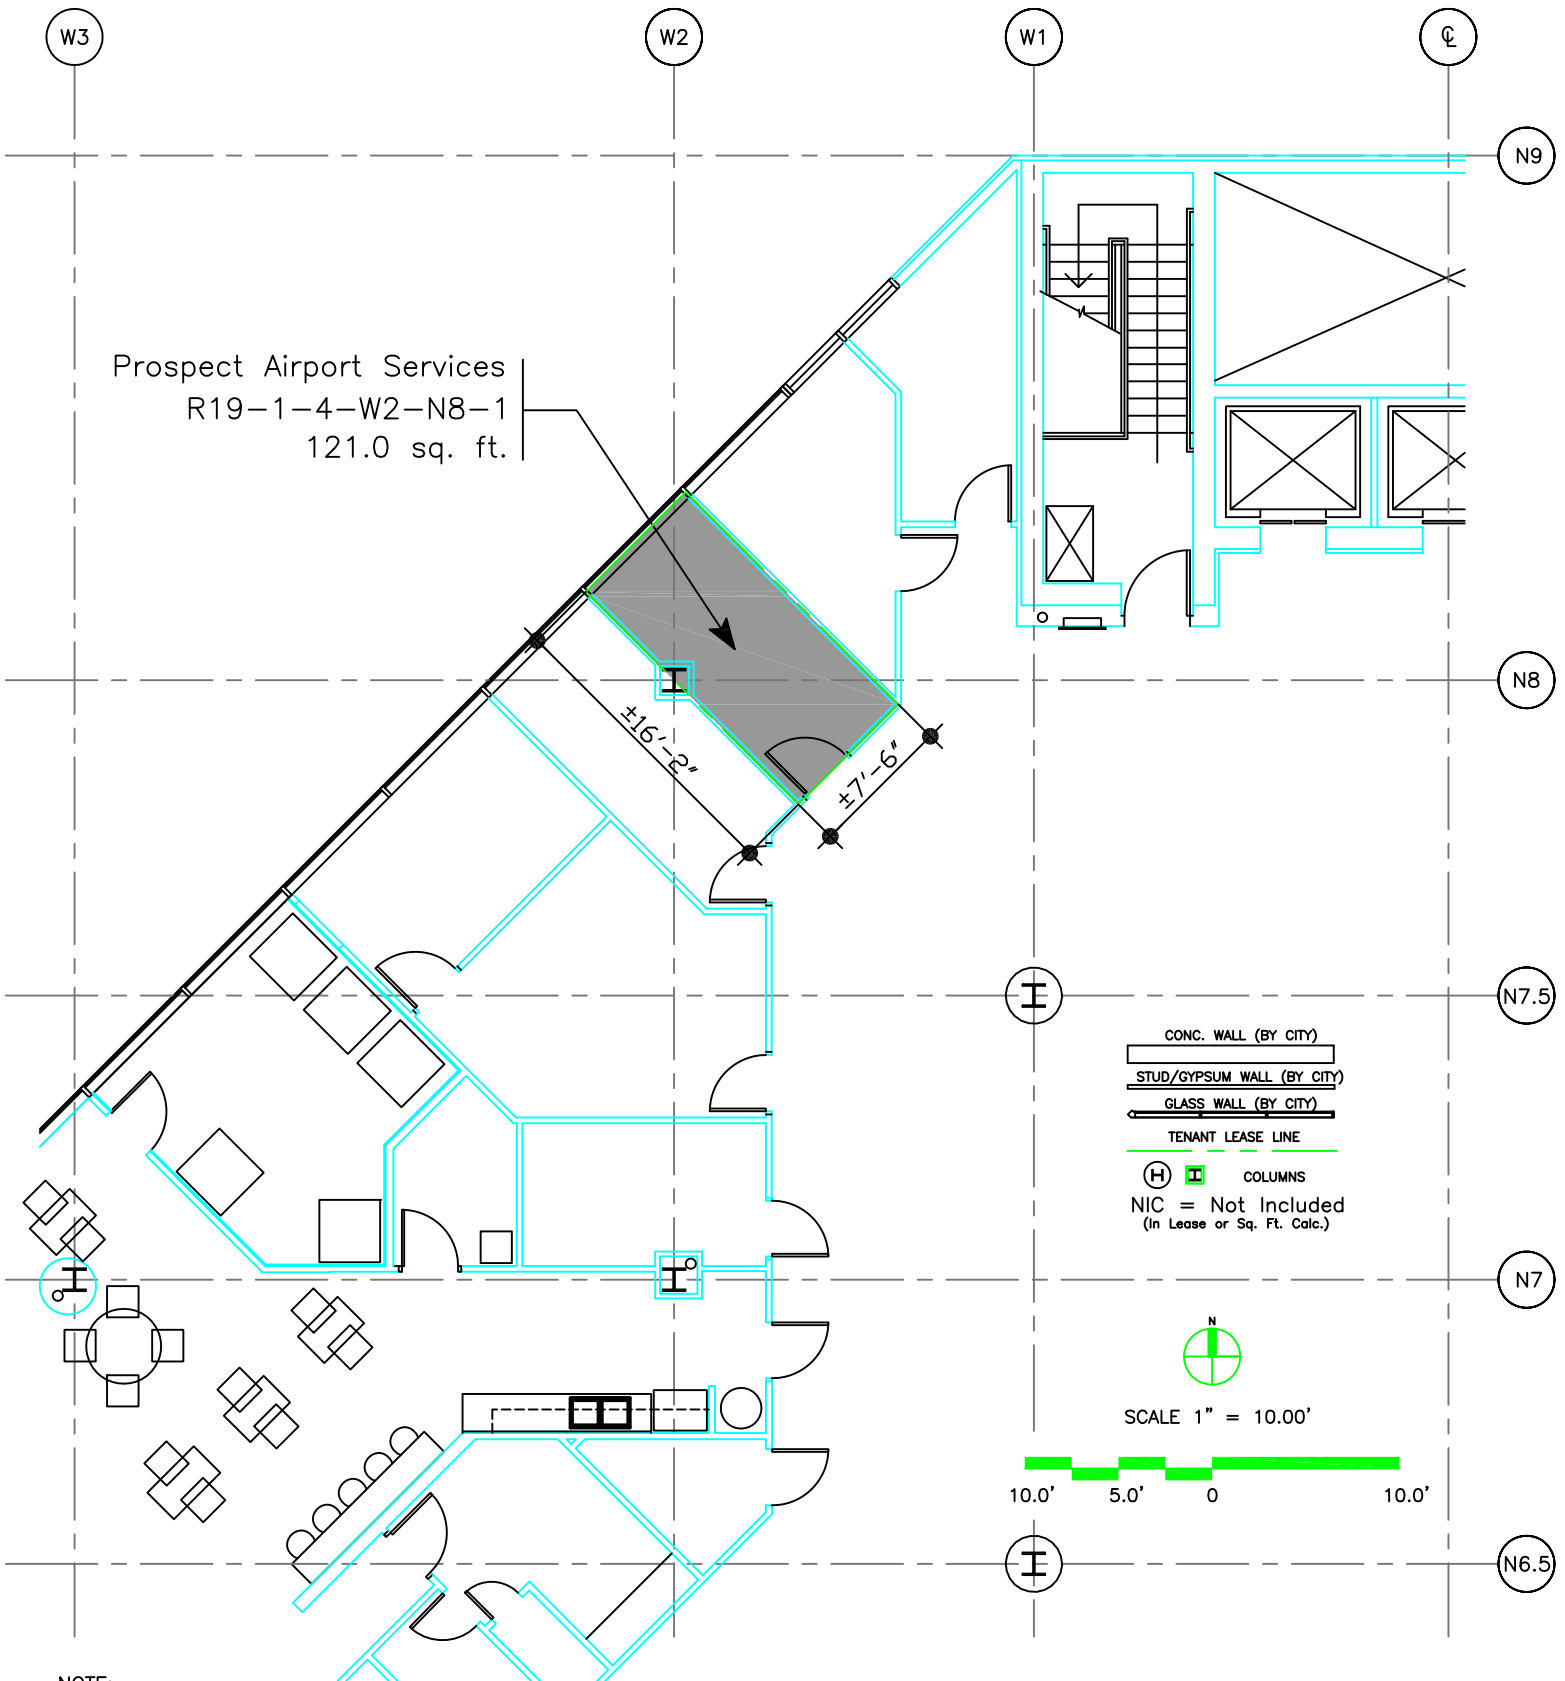 W3
W2
W1
℄
N9
Prospect Airport Services
R19-1-4-W2-N8-1
121.0 sq. ft.
N8
±16'-2"
±7'-6"
N7.5
CONC. WALL (BY CITY)
STUD/GYPSUM WALL (BY CITY)
GLASS WALL (BY CITY)
TENANT LEASE LINE
COLUMNS
NIC = Not Included
(In Lease or Sq. Ft. Calc.)
N7
N
SCALE 1" = 10.00'
10.0' 5.0' 0 10.0'
N6.5
NOTE: